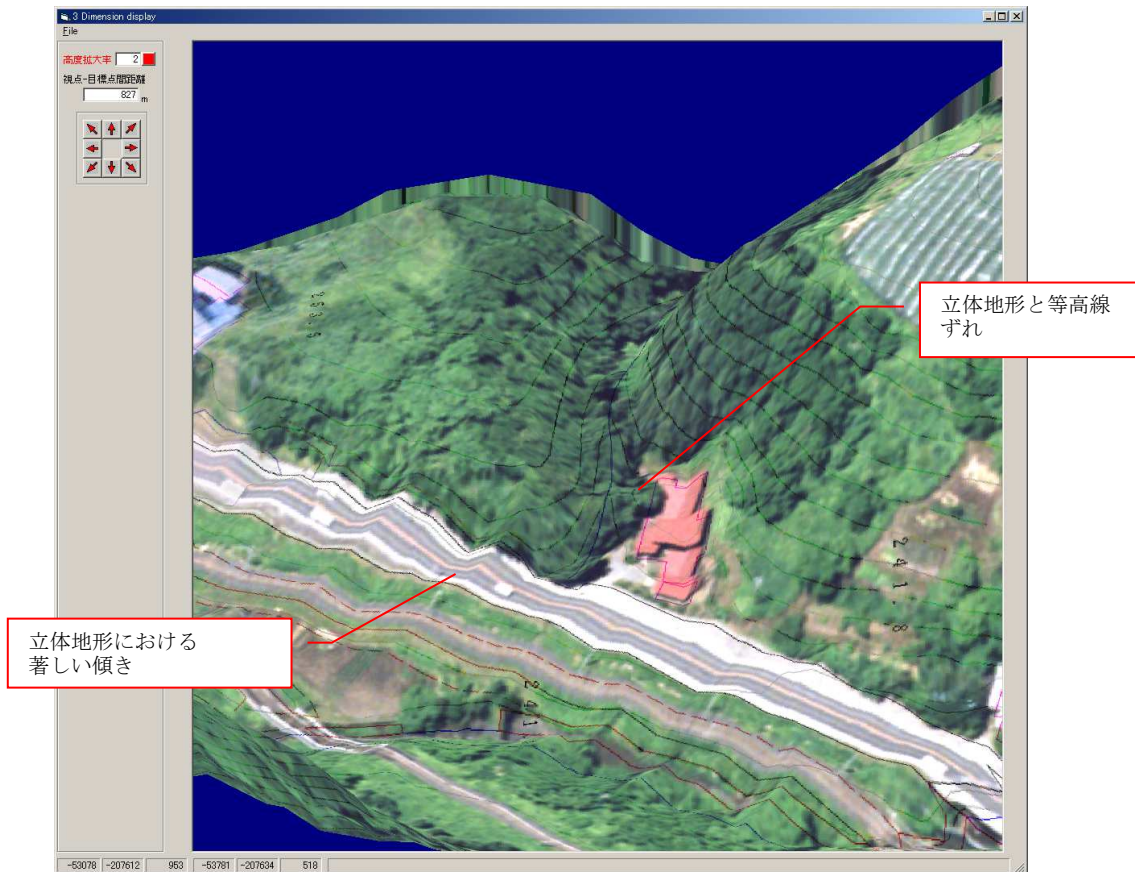 3 Dimension display
File
高度拡大率 2
視点-目標点間距離
827 m
立体地形と等高線
ずれ
241.8
立体地形における
著しい傾き
241
-53078 -207612 953 -53781 -207634 518